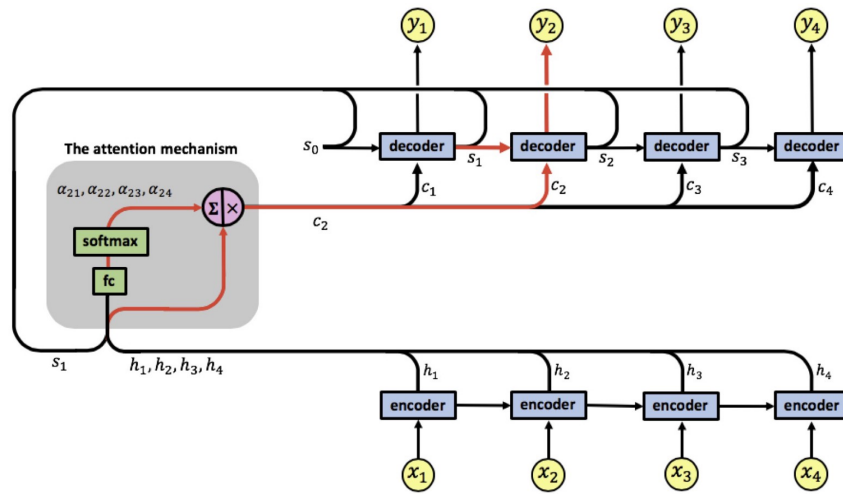 y₁ y₂ y₃ y₄
The attention mechanism
s₀ decoder s₁ decoder s₂ decoder s₃ decoder
α₂₁, α₂₂, α₂₃, α₂₄
c₁ c₂ c₃ c₄
Σ ×
c₂
softmax
fc
s₁ h₁, h₂, h₃, h₄
h₁ h₂ h₃ h₄
encoder encoder encoder encoder
x₁ x₂ x₃ x₄